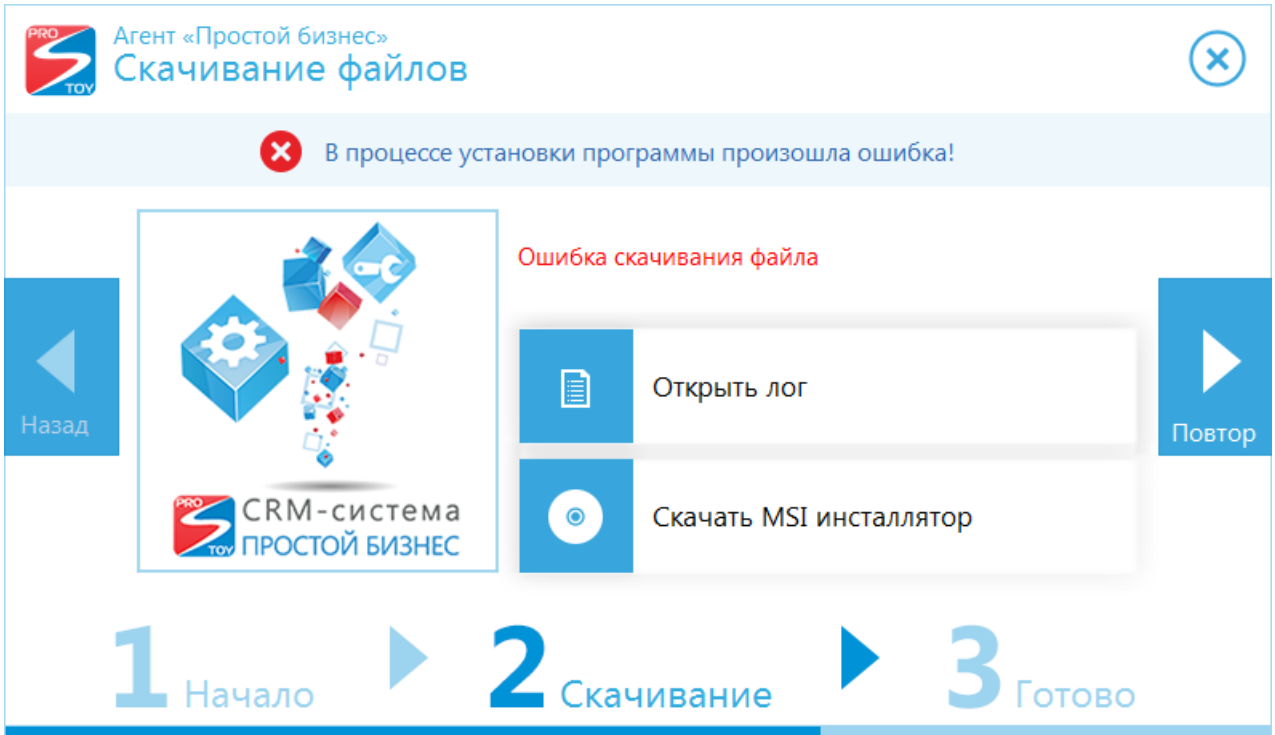 PRO
TOY
Агент «Простой бизнес»
Скачивание файлов
В процессе установки программы произошла ошибка!
Ошибка скачивания файла
Назад
Открыть лог
Повтор
Скачать MSI инсталлятор
PRO
TOY
CRM-система
ПРОСТОЙ БИЗНЕС
1 Начало
2 Скачивание
3 Готово